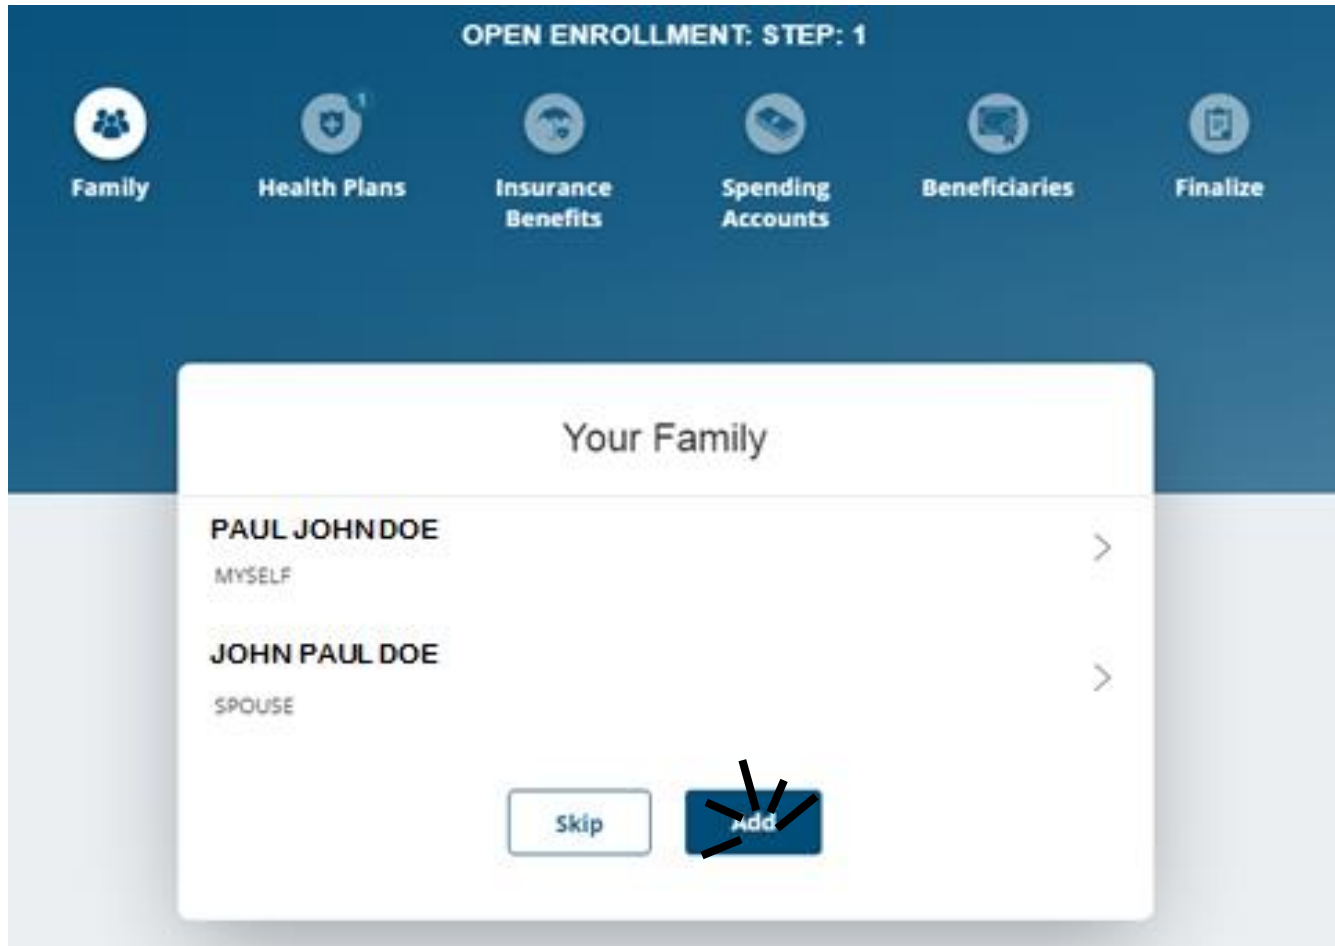 OPEN ENROLLMENT: STEP: 1
1
Family
Health Plans
Insurance
Benefits
Spending
Accounts
Beneficiaries
Finalize
Your Family
PAUL JOHN DOE
MYSELF
JOHN PAUL DOE
SPOUSE
Skip
Add